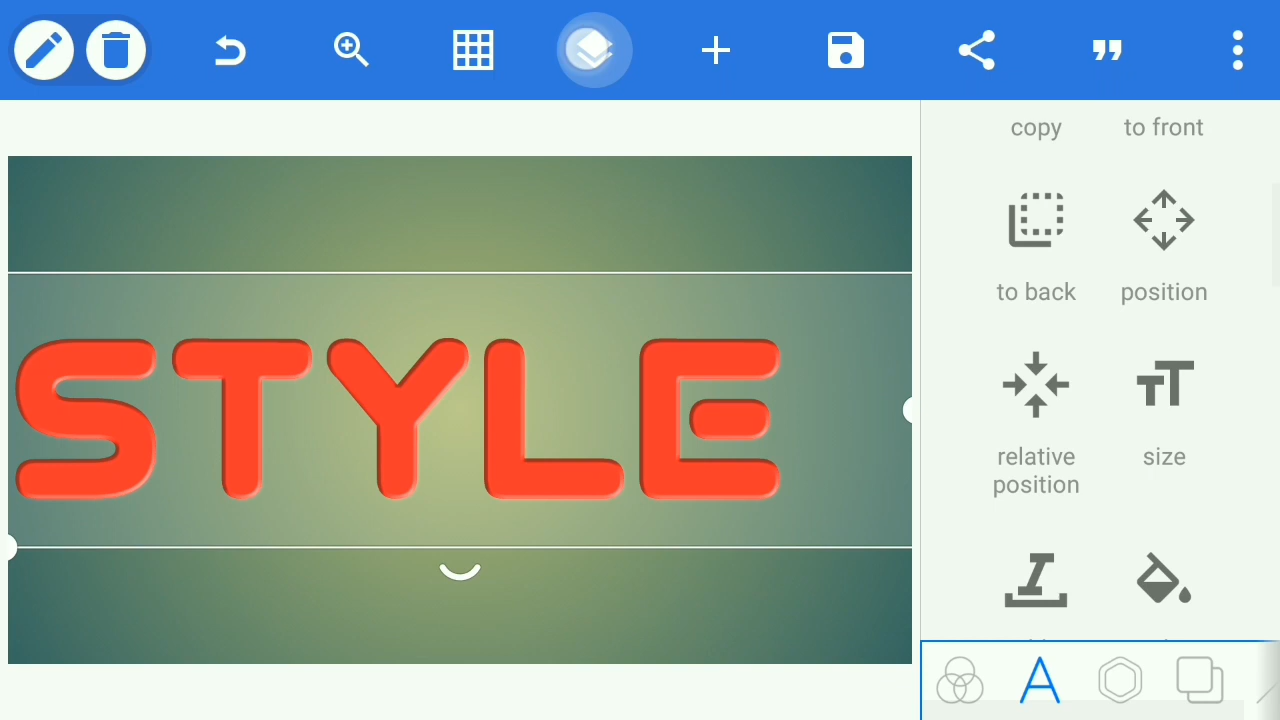 copy to front
STYLE
to back position
relative position size